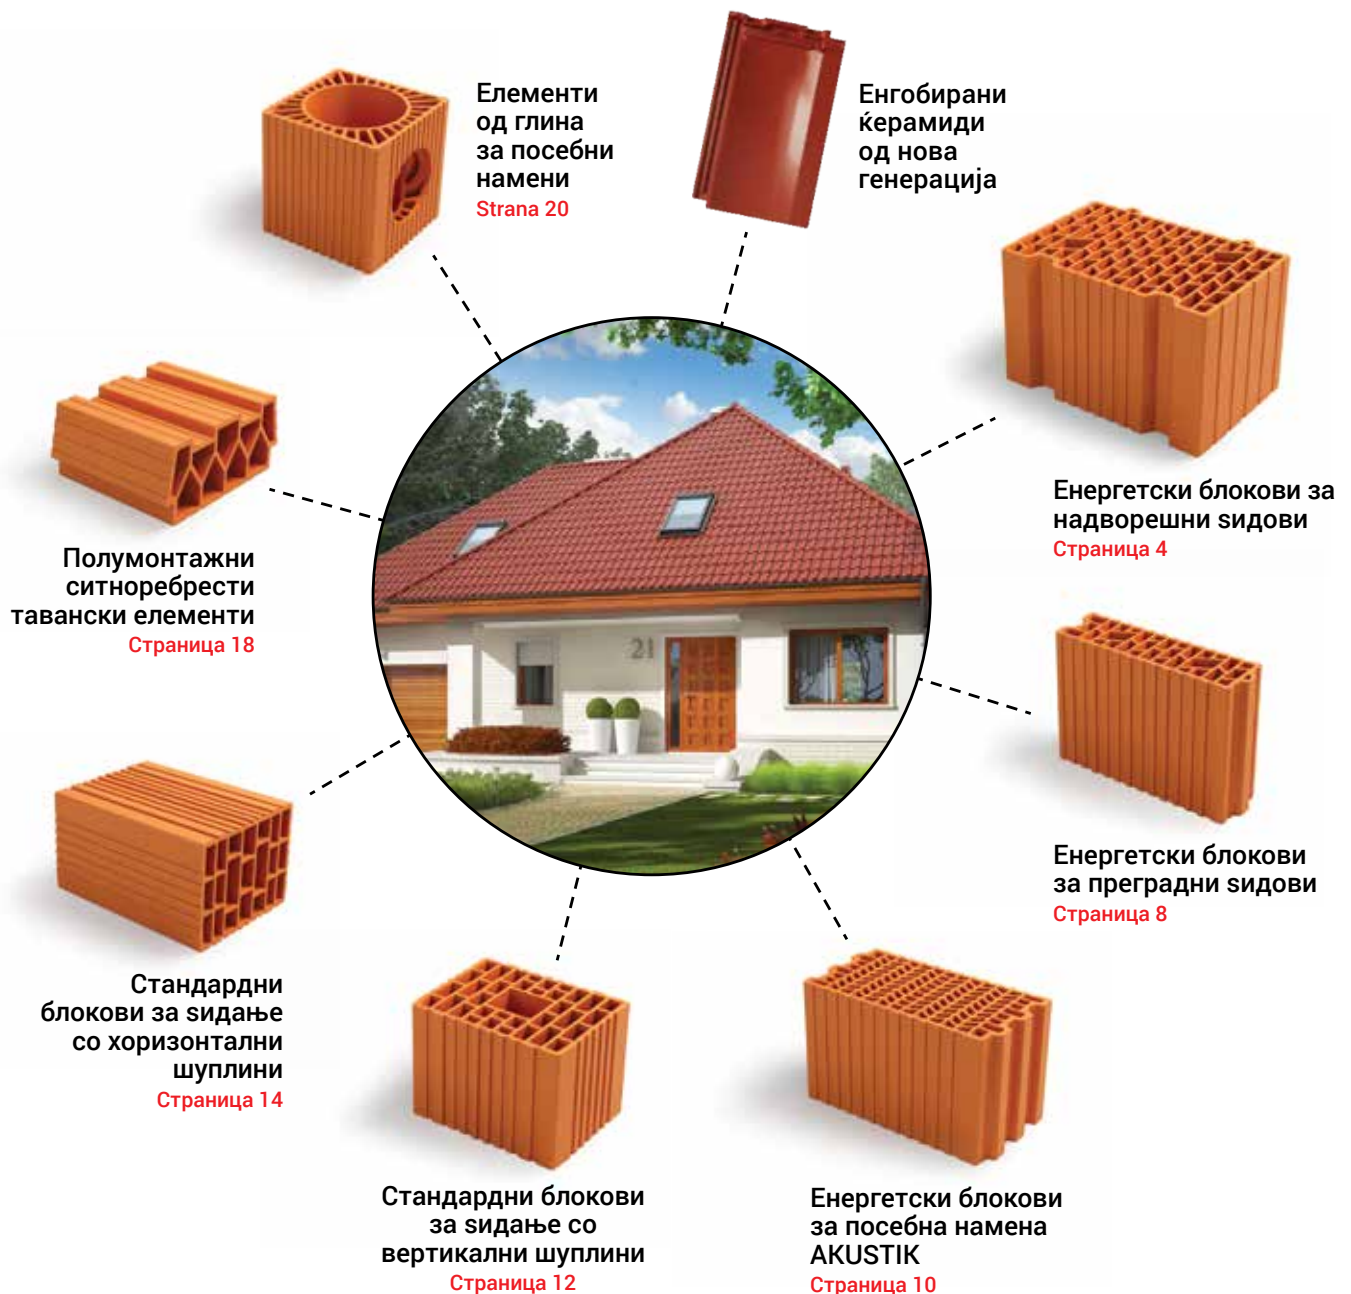 Елементи
од глина
за посебни
намени
Strana 20
Енгобирани
ќерамиди
од нова
генерација
Енергетски блокови за
надворешни ѕидови
Страница 4
Полумонтажни
ситноребрести
тавански елементи
Страница 18
21
Енергетски блокови
за преградни ѕидови
Страница 8
Стандардни
блокови за ѕидање
со хоризонтални
шуплини
Страница 14
Стандардни блокови
за ѕидање со
вертикални шуплини
Страница 12
Енергетски блокови
за посебна намена
AKUSTIK
Страница 10